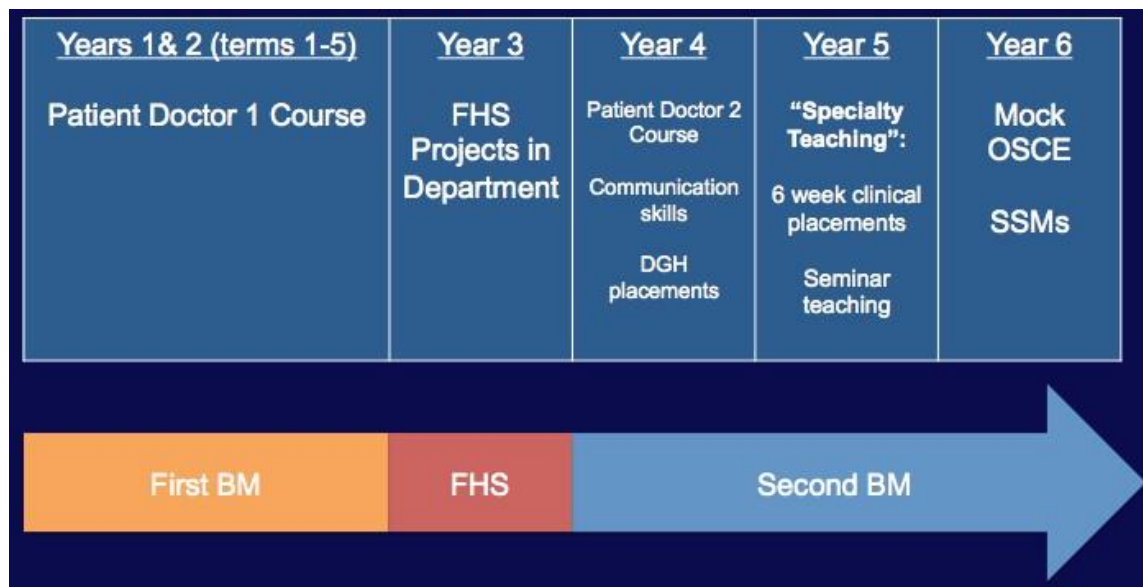 Years 1& 2 (terms 1-5)
Patient Doctor 1 Course
Year 3
FHS
Projects in
Department
Year 4
Patient Doctor 2
Course
Communication
skills
DGH
placements
Year 5
“Specialty
Teaching”:
6 week clinical
placements
Seminar
teaching
Year 6
Mock
OSCE
SSMs
First BM
FHS
Second BM